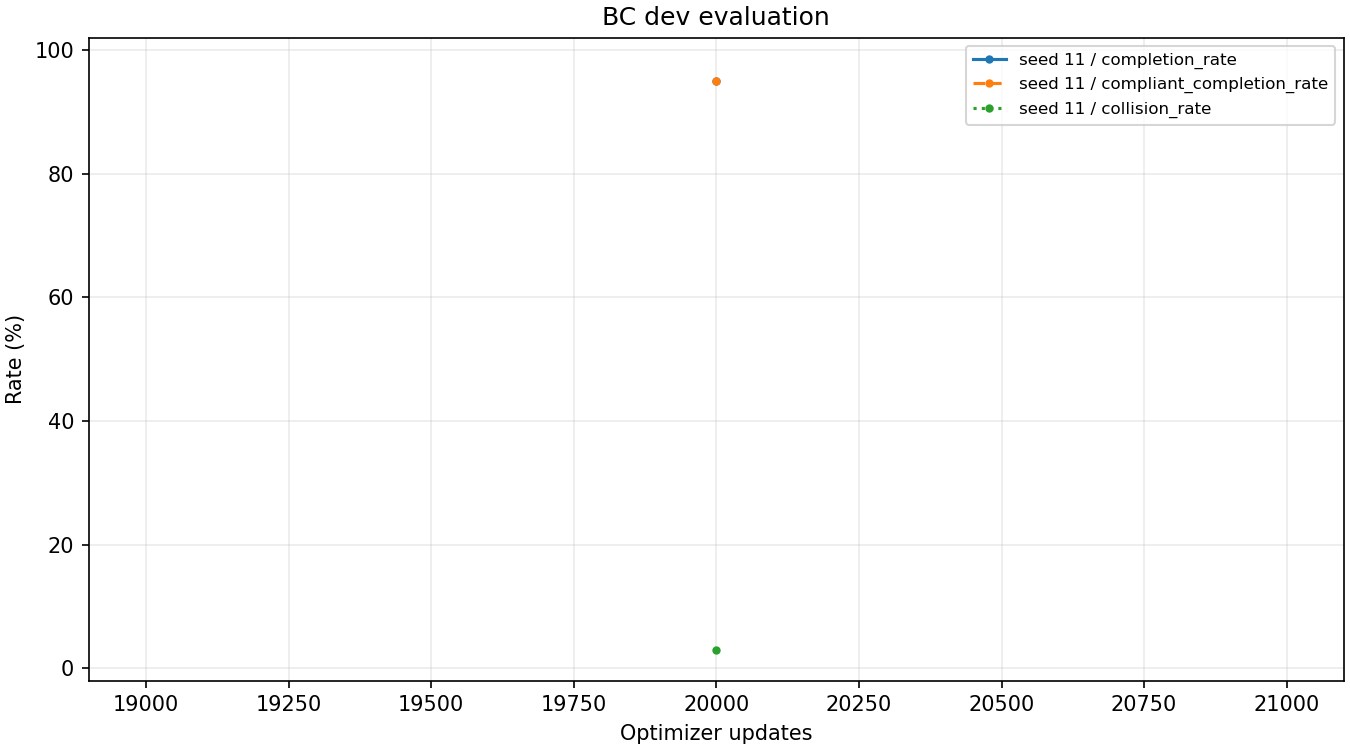 BC dev evaluation
100
80
60
40
20
0
Rate (%)
seed 11 / completion_rate
seed 11 / compliant_completion_rate
seed 11 / collision_rate
19000 19250 19500 19750 20000 20250 20500 20750 21000
Optimizer updates